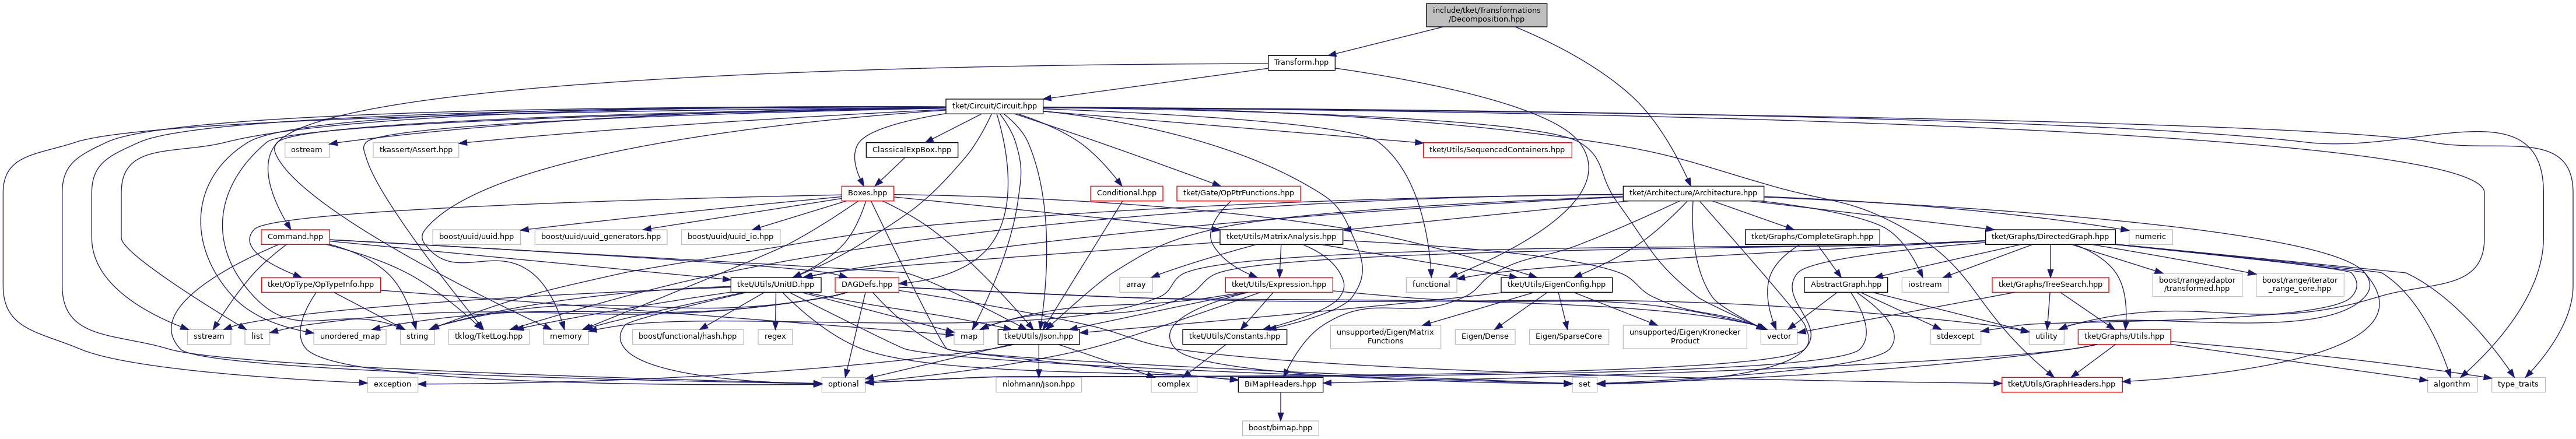 include/tket/Transformations
/Decomposition.hpp
Transform.hpp
tket/Circuit/Circuit.hpp
ostream
tkassert/Assert.hpp
ClassicalExpBox.hpp
tket/Utils/SequencedContainers.hpp
Boxes.hpp
Conditional.hpp
tket/Gate/OpPtrFunctions.hpp
tket/Architecture/Architecture.hpp
Command.hpp
boost/uuid/uuid.hpp
boost/uuid/uuid_generators.hpp
boost/uuid/uuid_io.hpp
tket/Utils/MatrixAnalysis.hpp
tket/Graphs/CompleteGraph.hpp
tket/Graphs/DirectedGraph.hpp
numeric
tket/OpType/OpTypeInfo.hpp
tket/Utils/UnitID.hpp
DAGDefs.hpp
array
tket/Utils/Expression.hpp
functional
tket/Utils/EigenConfig.hpp
AbstractGraph.hpp
iostream
tket/Graphs/TreeSearch.hpp
boost/range/adaptor
/transformed.hpp
boost/range/iterator
_range_core.hpp
sstream
list
unordered_map
string
tklog/TketLog.hpp
memory
boost/functional/hash.hpp
regex
map
tket/Utils/Json.hpp
tket/Utils/Constants.hpp
unsupported/Eigen/Matrix
Functions
Eigen/Dense
Eigen/SparseCore
unsupported/Eigen/Kronecker
Product
vector
stdexcept
utility
tket/Graphs/Utils.hpp
exception
optional
nlohmann/json.hpp
complex
BiMapHeaders.hpp
set
tket/Utils/GraphHeaders.hpp
algorithm
type_traits
boost/bimap.hpp